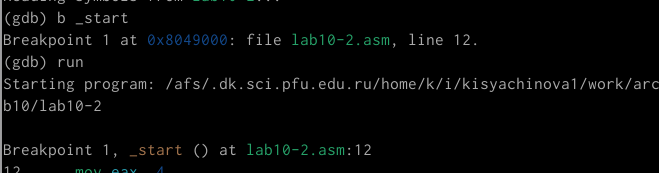 Reading symbols from lab10-2...
(gdb) b _start
Breakpoint 1 at 0x8049000: file lab10-2.asm, line 12.
(gdb) run
Starting program: /afs/.dk.sci.pfu.edu.ru/home/k/i/kisyachinova1/work/arc
b10/lab10-2
Breakpoint 1, _start () at lab10-2.asm:12
12 mov eax, 4